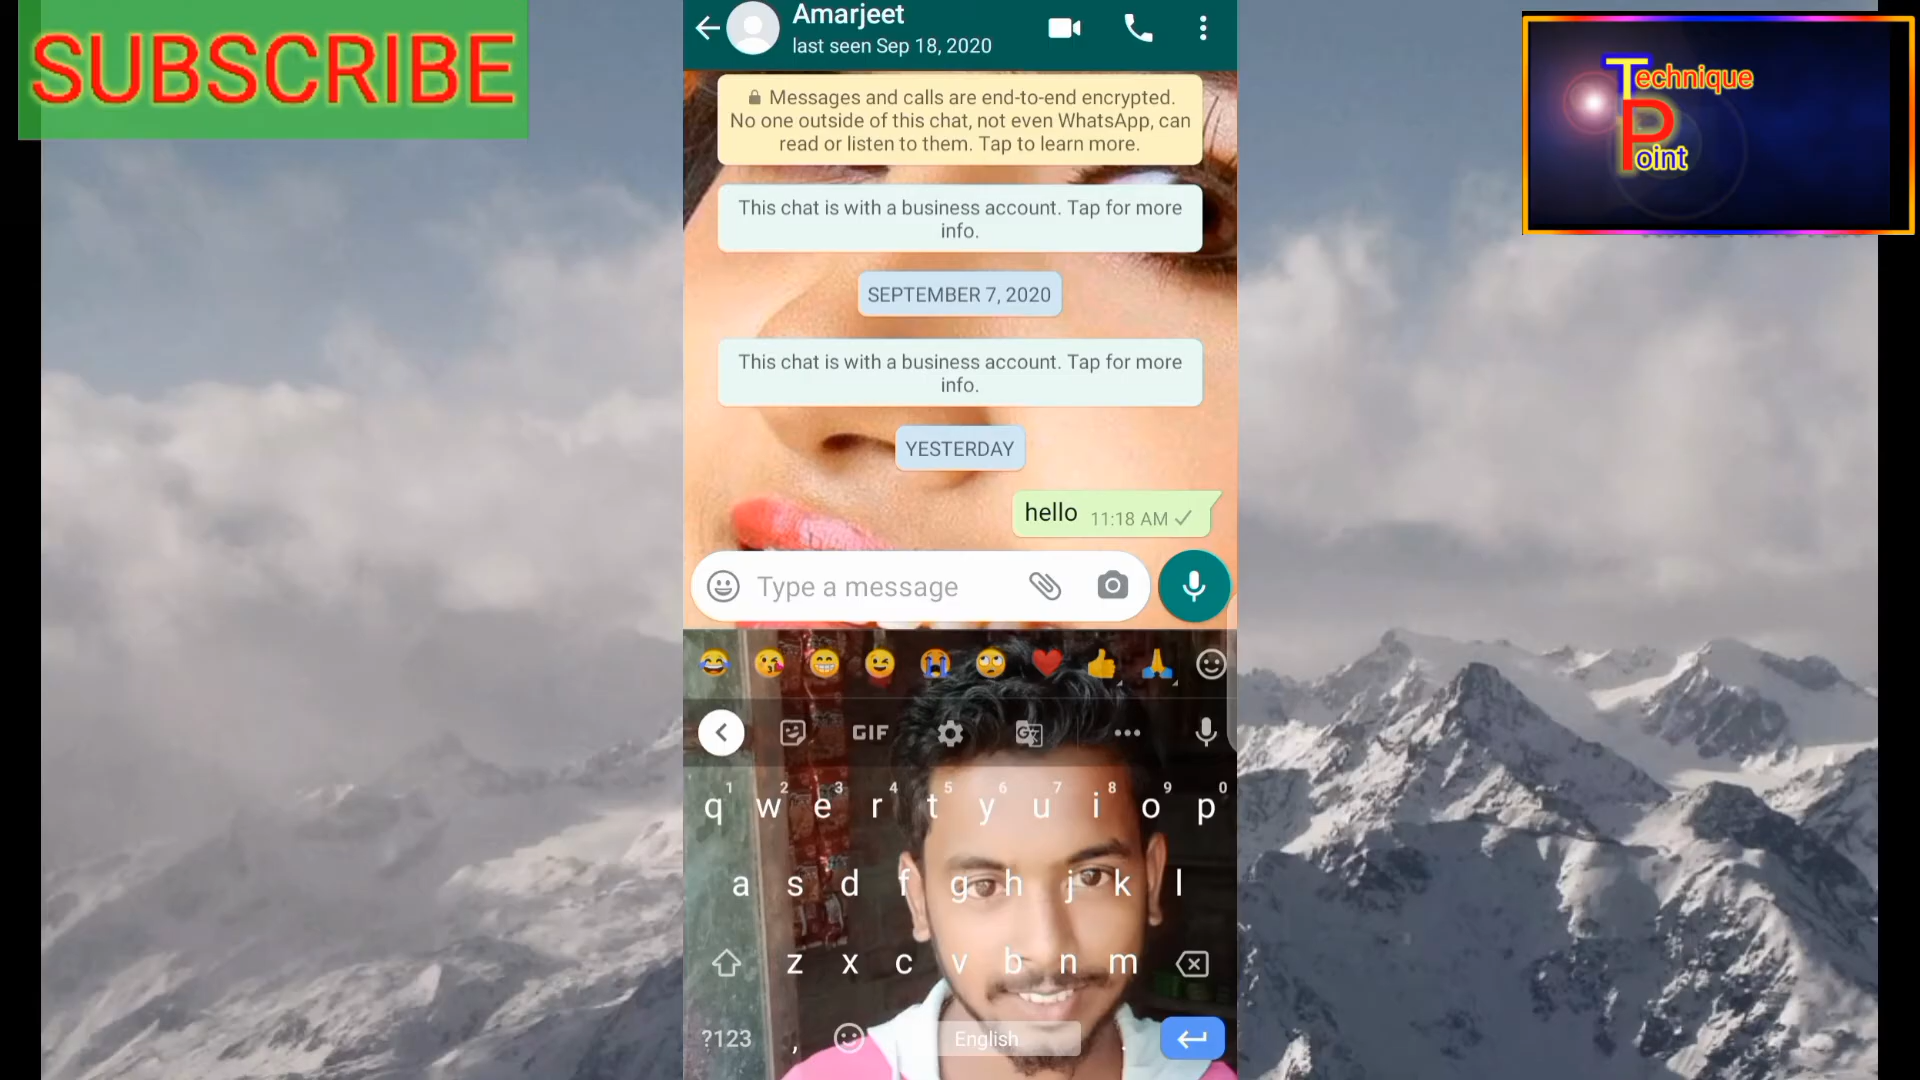 SUBSCRIBE
Amarjeet
last seen Sep 18, 2020
Technique
Point
Messages and calls are end-to-end encrypted.
No one outside of this chat, not even WhatsApp, can
read or listen to them. Tap to learn more.
This chat is with a business account. Tap for more
info.
SEPTEMBER 7, 2020
This chat is with a business account. Tap for more
info.
YESTERDAY
hello 11:18 AM
Type a message
GIF
1 2 3 4 5 6 7 8 9 0
q w e r t y u i o p
a s d f g h j k l
z x c v b n m
?123 , English .